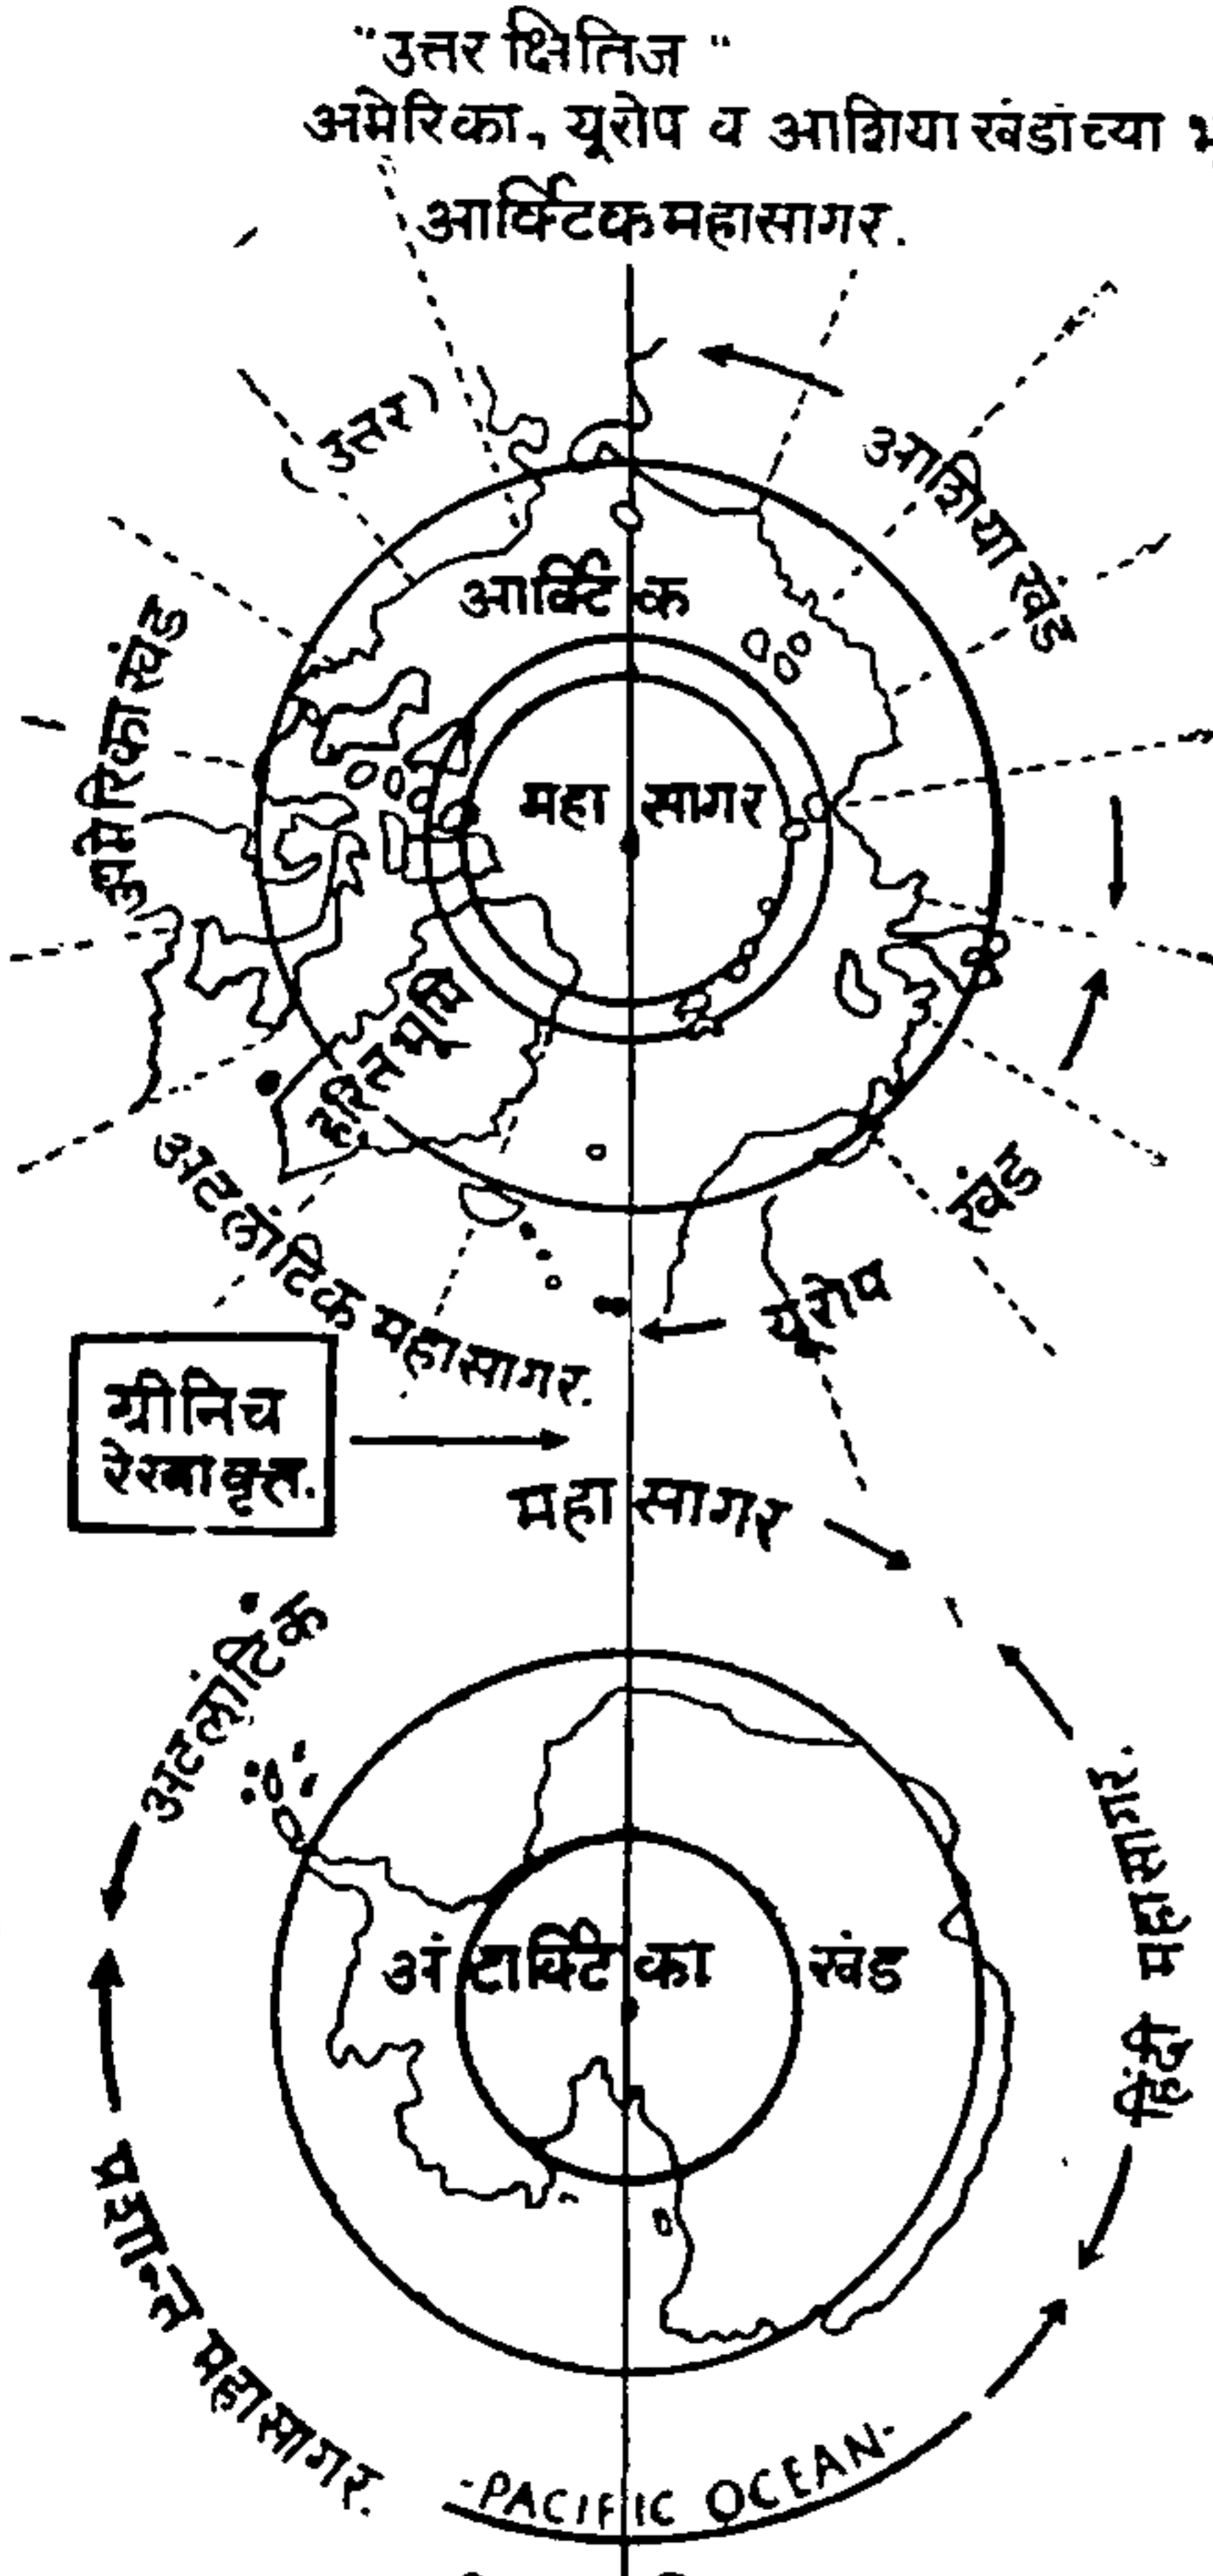 "उत्तर क्षितिज"
अमेरिका, यूरोप व आशिया खंडांच्या
आर्क्टिक महासागर.
(उत्तर)
अमेरिका खंड
आशिया खंड
आर्क्टिक
महा सागर
हरित भूमि
अटलांटिक महासागर.
यूरोप
खंड
ग्रीनिच
रेखावृत्त.
महा सागर
अटलांटिक
हिंदी महासागर.
अंटार्क्टिका खंड
प्रशान्त महासागर.
-PACIFIC OCEAN-